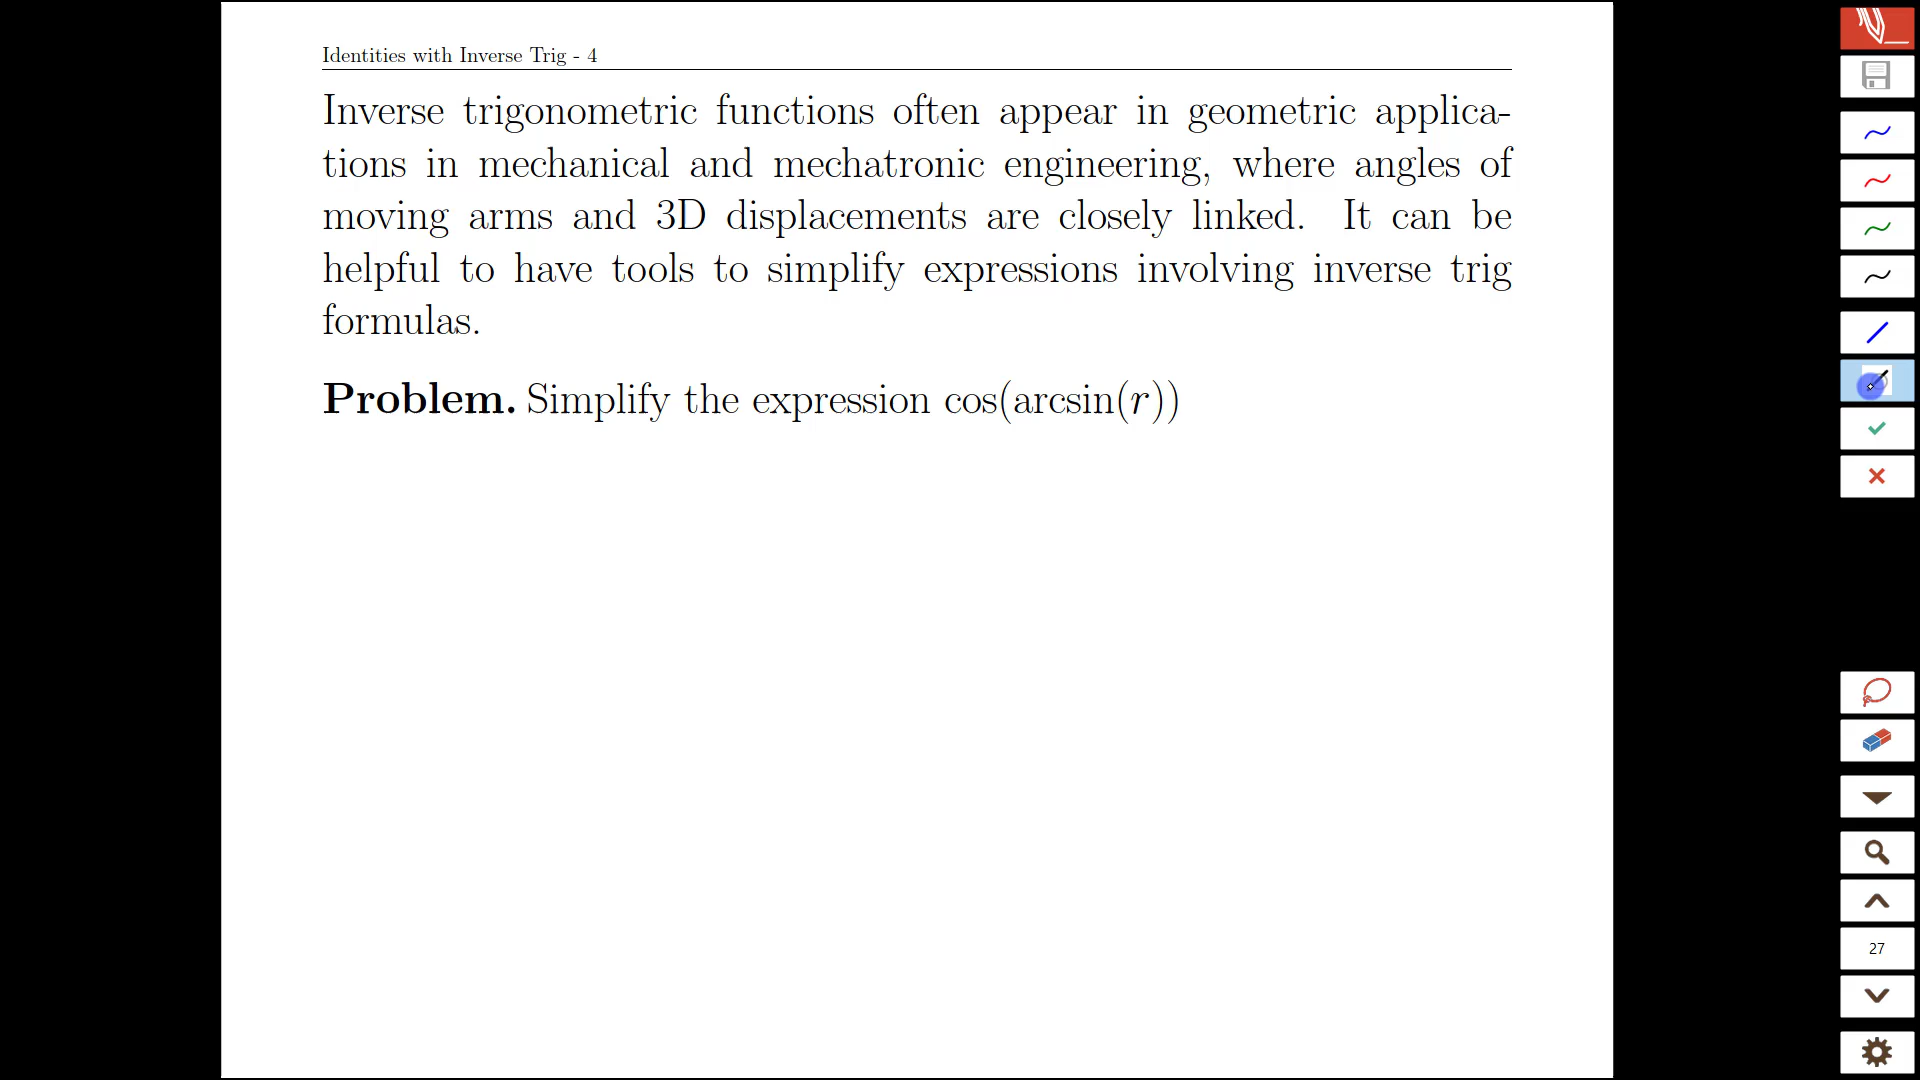 Identities with Inverse Trig - 4
Inverse trigonometric functions often appear in geometric applica-
tions in mechanical and mechatronic engineering, where angles of
moving arms and 3D displacements are closely linked. It can be
helpful to have tools to simplify expressions involving inverse trig
formulas.
Problem. Simplify the expression cos(arcsin(r))
27